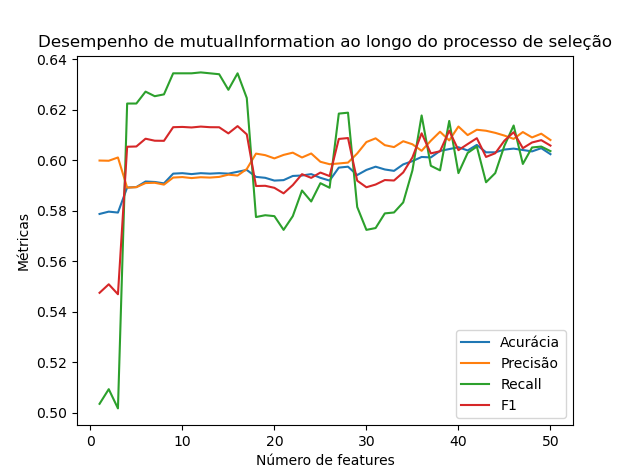 Desempenho de mutualInformation ao longo do processo de seleção
Métricas
0.64
0.62
0.60
0.58
0.56
0.54
0.52
0.50
0 10 20 30 40 50
Número de features
Acurácia
Precisão
Recall
F1